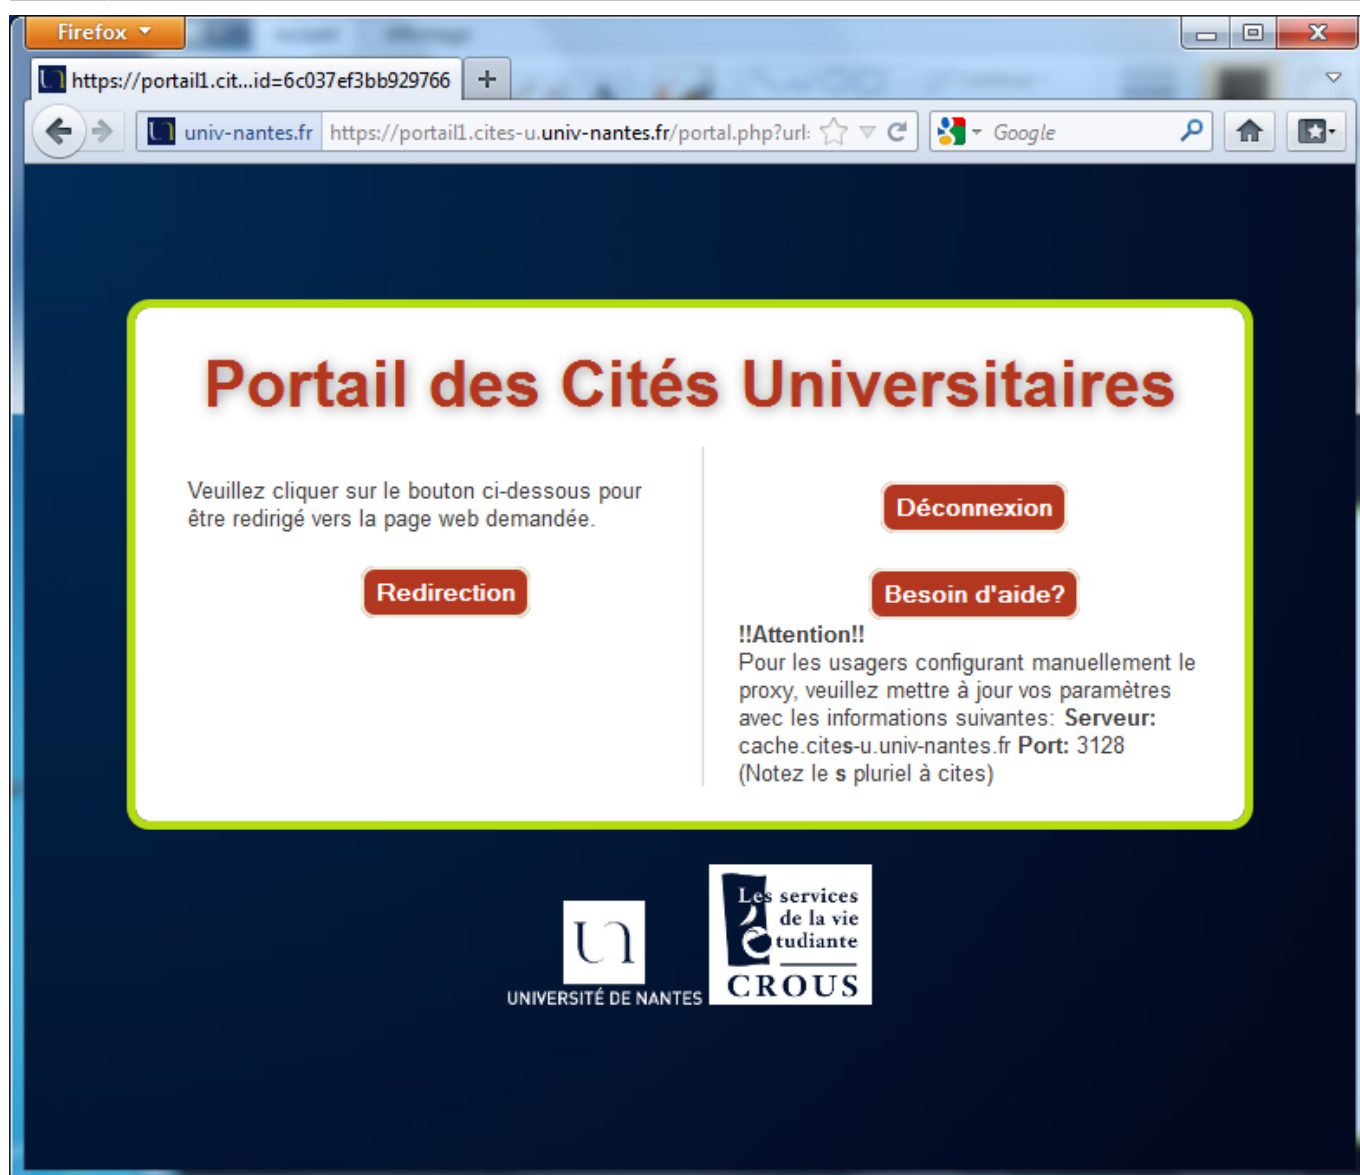 Firefox
https://portail1.cit...id=6c037ef3bb929766
univ-nantes.fr https://portail1.cites-u.univ-nantes.fr/portal.php?url: Google
Portail des Cités Universitaires
Veuillez cliquer sur le bouton ci-dessous pour
être redirigé vers la page web demandée.
Redirection
Déconnexion
Besoin d'aide?
!!Attention!!
Pour les usagers configurant manuellement le
proxy, veuillez mettre à jour vos paramètres
avec les informations suivantes: Serveur:
cache.cites-u.univ-nantes.fr Port: 3128
(Notez le s pluriel à cites)
UNIVERSITÉ DE NANTES
Les services
de la vie
étudiante
CROUS